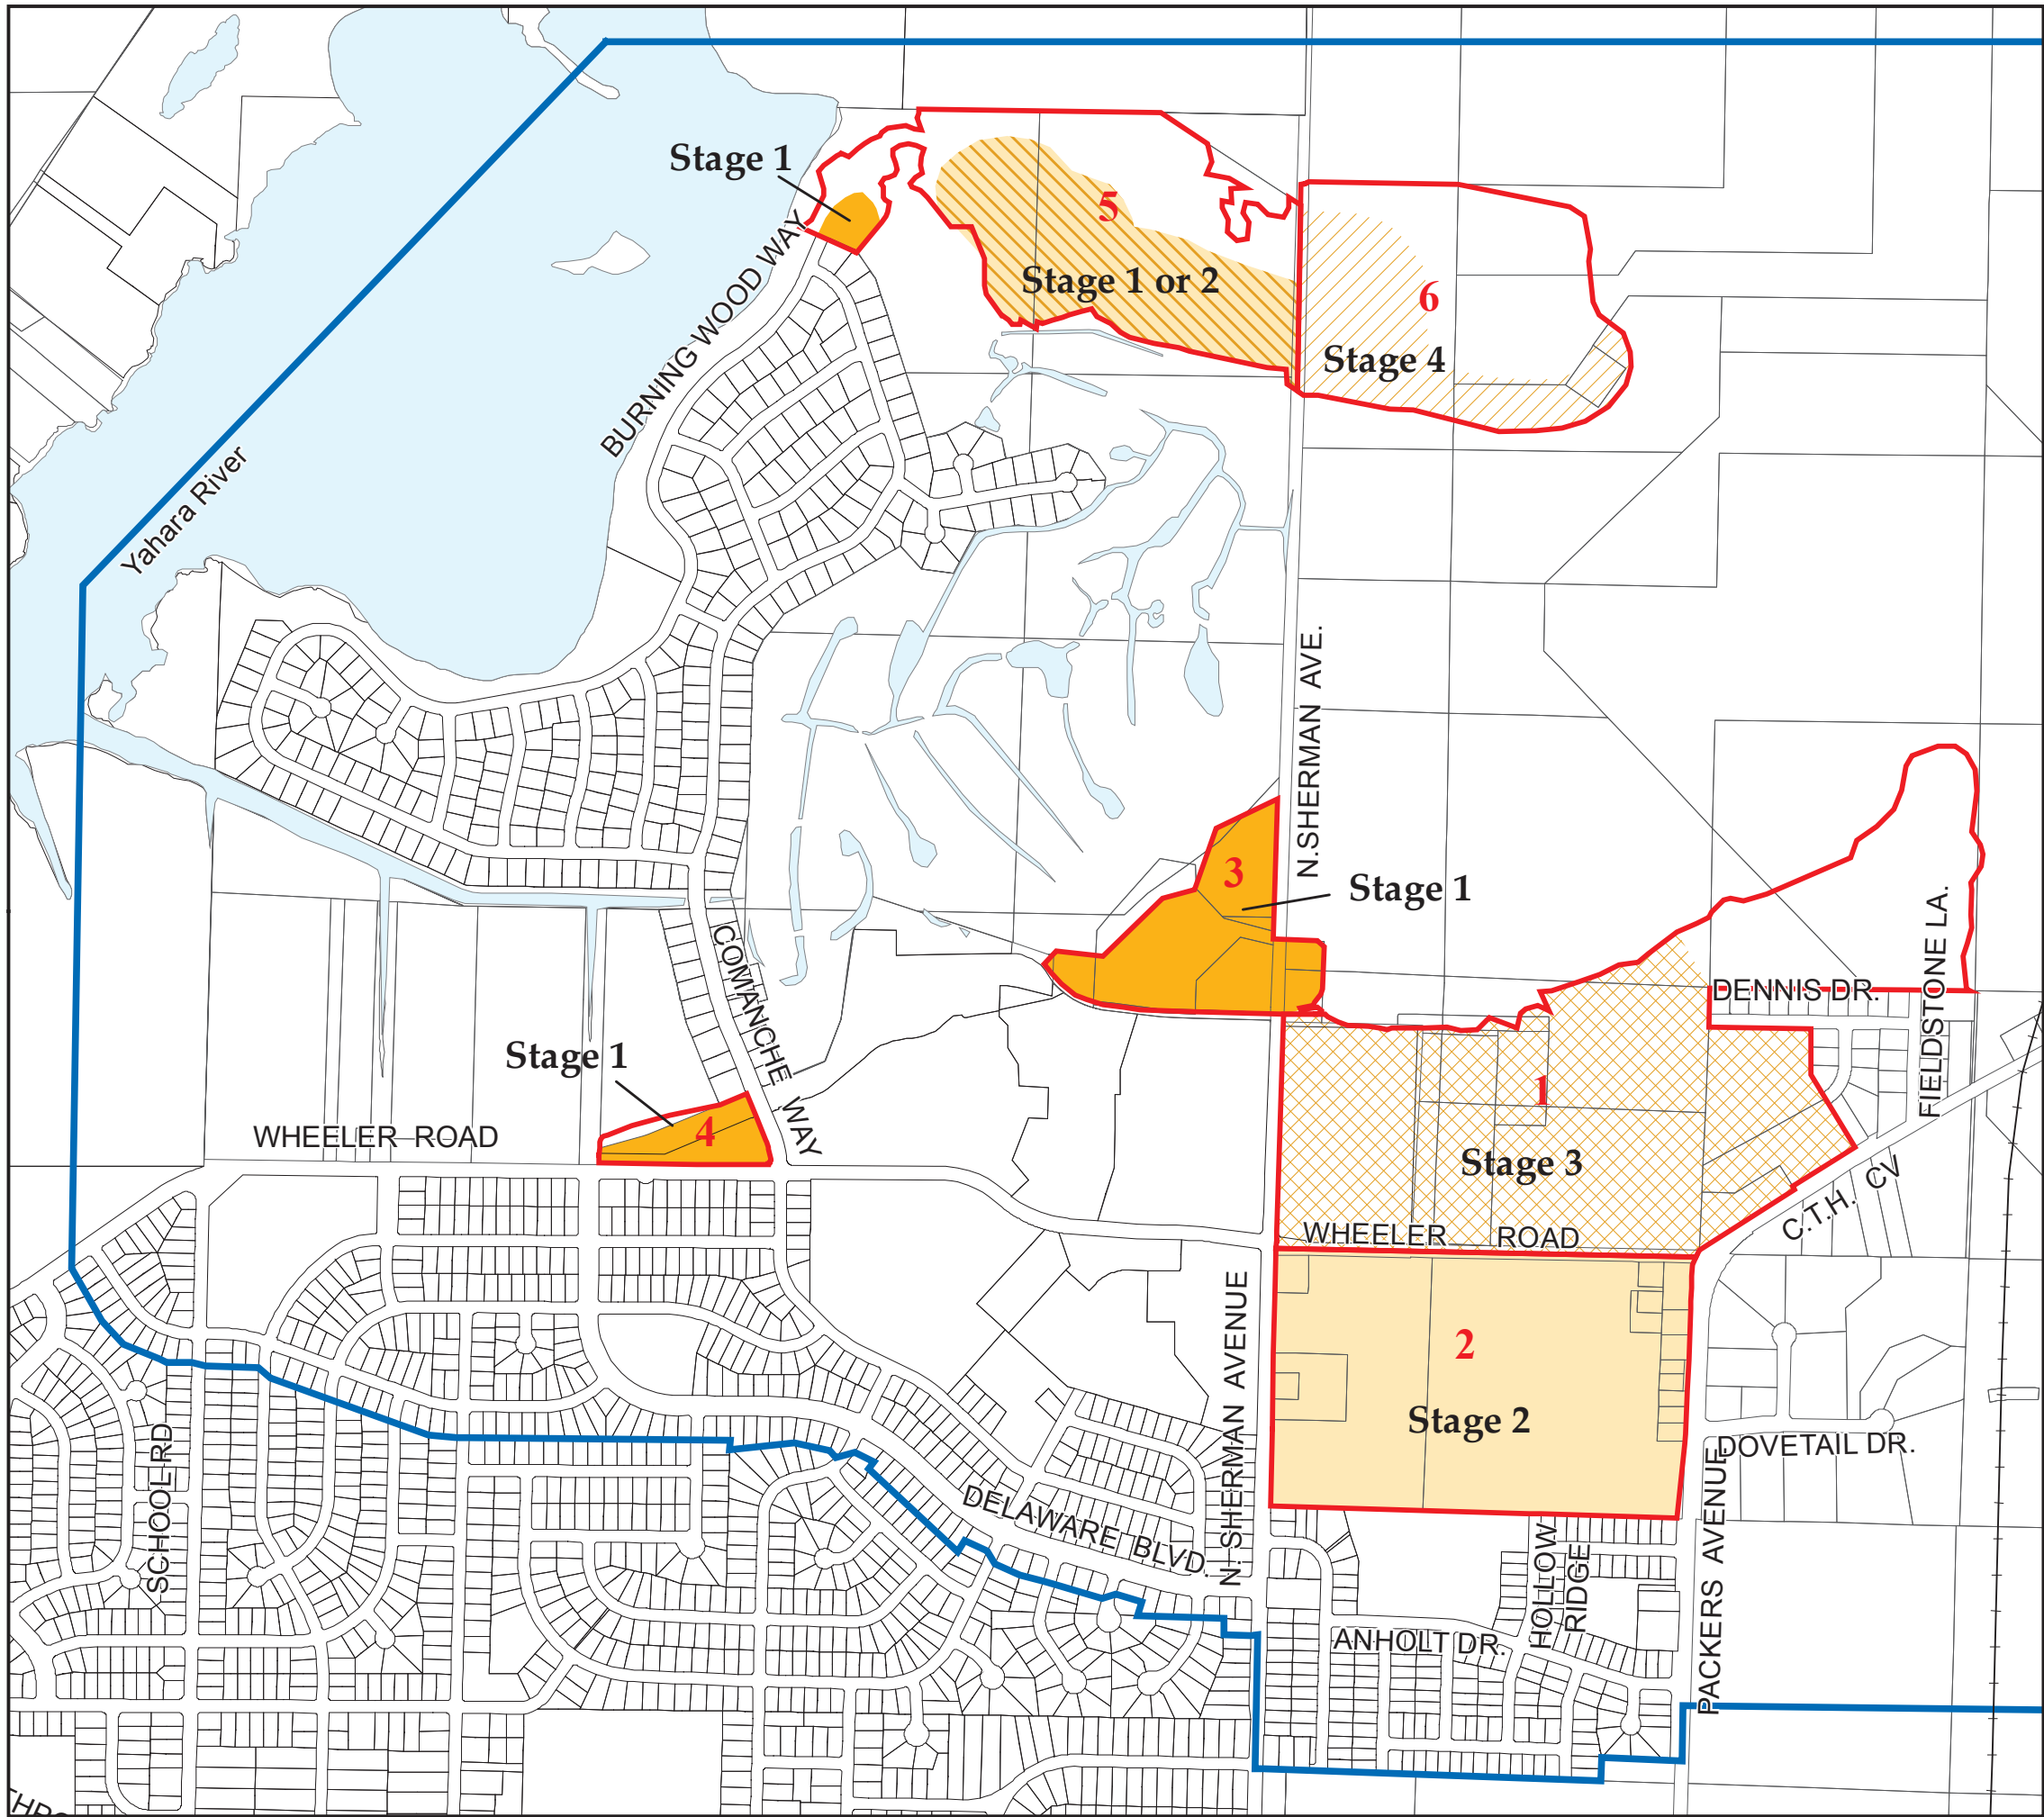 Stage 1
5
BURNING WOOD WAY
Stage 1 or 2
6
Stage 4
Yahara River
N.SHERMAN AVE.
3
Stage 1
FIELDSTONE LA.
COMANCHE WAY
DENNIS DR.
Stage 1
1
4
WHEELER ROAD
Stage 3
C.T.H. CV
WHEELER ROAD
N. SHERMAN AVENUE
2
Stage 2
DOVETAIL DR.
SCHOOL RD
DELAWARE BLVD.
HOLLOW
RIDGE
PACKERS AVENUE
ANHOLT DR.